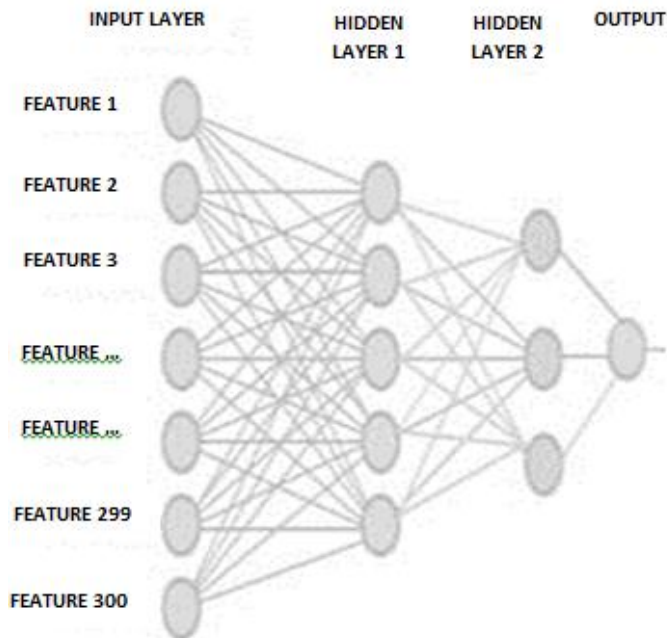 INPUT LAYER
HIDDEN
LAYER 1
HIDDEN
LAYER 2
OUTPUT
FEATURE 1
FEATURE 2
FEATURE 3
FEATURE ...
FEATURE ...
FEATURE 299
FEATURE 300